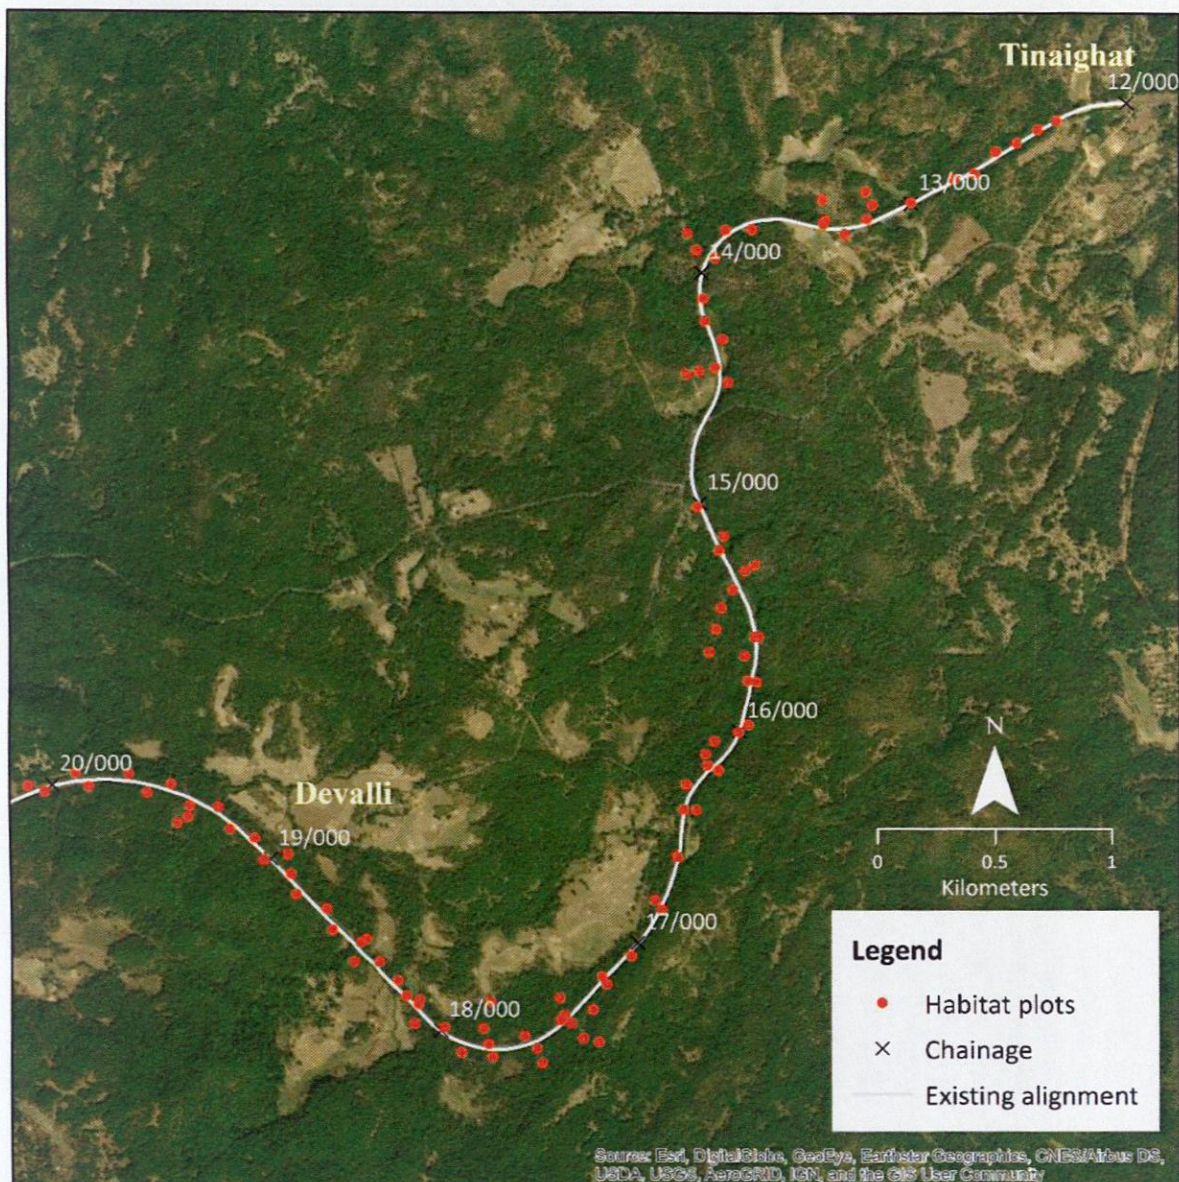 Tinaighat
12/000
13/000
14/000
15/000
16/000
N
20/000
Devalli
19/000
0 0.5 1
Kilometers
17/000
18/000
Legend
Habitat plots
Chainage
Existing alignment
Source: Esri, DigitalGlobe, GeoEye, Earthstar Geographics, CNES/Airbus DS,
USDA, USGS, AeroGRID, IGN, and the GIS User Community